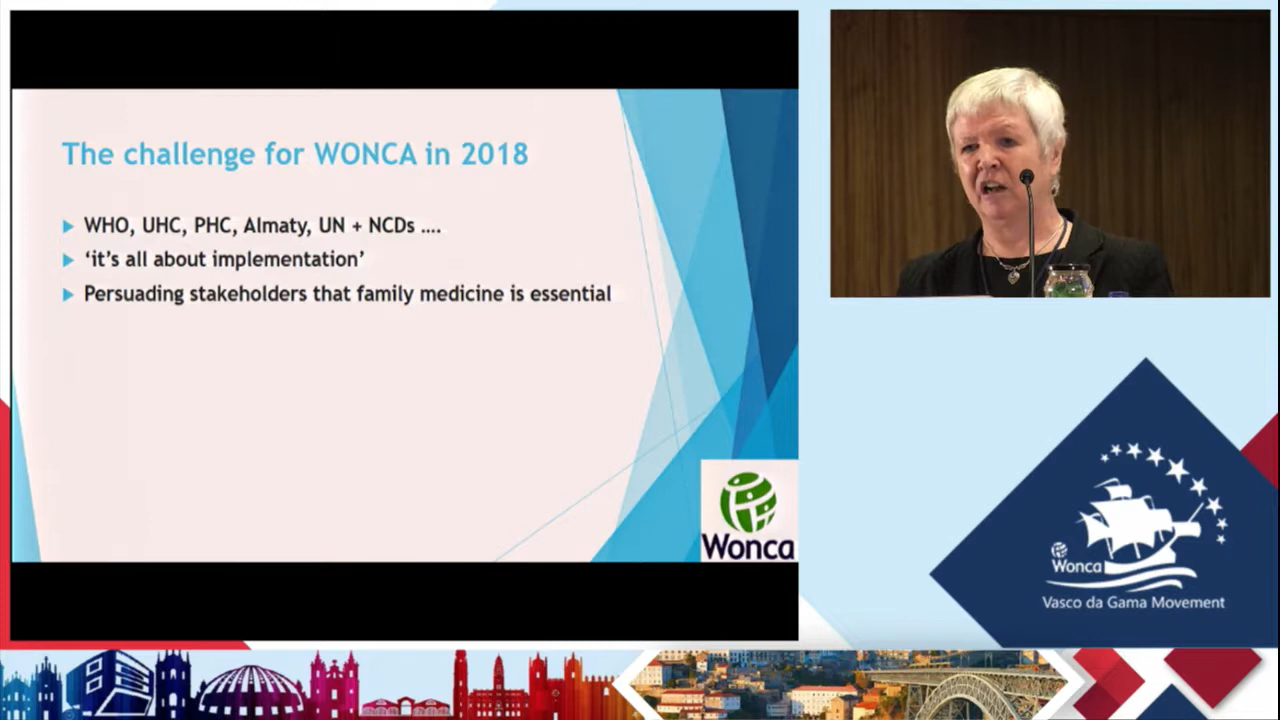 The challenge for WONCA in 2018
WHO, UHC, PHC, Almaty, UN + NCDs ....
‘it’s all about implementation’
Persuading stakeholders that family medicine is essential
Wonca
Wonca
Vasco da Gama Movement